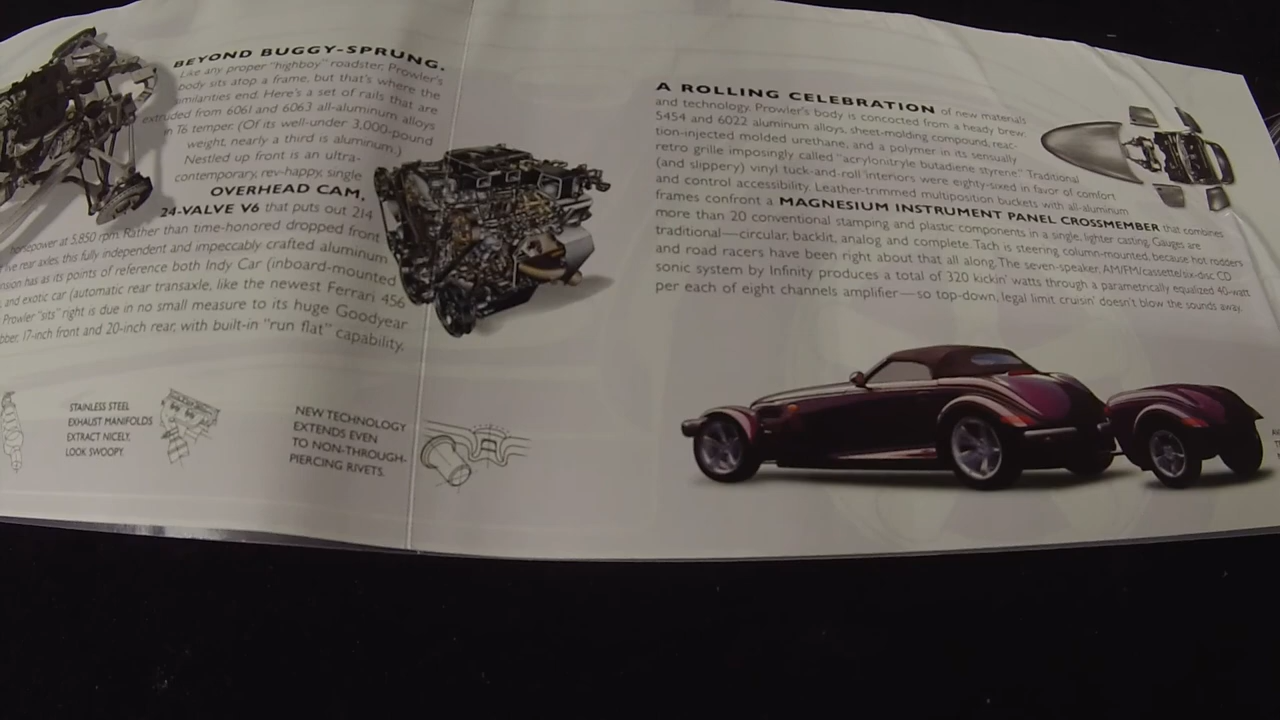 BEYOND BUGGY-SPRUNG.
Like any proper "highboy" roadster, Prowler's
body sits atop a frame, but that's where the
similarities end. Here's a set of rails that are
extruded from 6061 and 6063 all-aluminum alloys
in T6 temper. (Of its well-under 3,000-pound
weight, nearly a third is aluminum.)
Nestled up front is an ultra-
contemporary, rev-happy, single
OVERHEAD CAM,
24-VALVE V6 that puts out 214
horsepower at 5,850 rpm. Rather than time-honored dropped front
live rear axles, this fully independent and impeccably crafted aluminum
has as its points of reference both Indy Car (inboard-mounted
and exotic car (automatic rear transaxle, like the newest Ferrari 456
Prowler "sits" right is due in no small measure to its huge Goodyear
17-inch front and 20-inch rear, with built-in "run flat" capability.
STAINLESS STEEL
EXHAUST MANIFOLDS
EXTRACT NICELY,
LOOK SWOOPY.
NEW TECHNOLOGY
EXTENDS EVEN
TO NON-THROUGH-
PIERCING RIVETS.
A ROLLING CELEBRATION of new materials
and technology. Prowler's body is concocted from a heady brew:
5454 and 6022 aluminum alloys, sheet-molding compound, reac-
tion-injected molded urethane, and a polymer in its sensually
retro grille imposingly called "acrylonitryle butadiene styrene." Traditional
(and slippery) vinyl tuck-and-roll interiors were eighty-sixed in favor of comfort
and control accessibility. Leather-trimmed multiposition buckets with all-aluminum
frames confront a MAGNESIUM INSTRUMENT PANEL CROSSMEMBER that combines
more than 20 conventional stamping and plastic components in a single, lighter casting. Gauges are
traditional—circular, backlit, analog and complete. Tach is steering column-mounted, because hot rodders
and road racers have been right about that all along. The seven-speaker, AM/FM/cassette/six-disc CD
sonic system by Infinity produces a total of 320 kickin' watts through a parametrically equalized 40-watt
per each of eight channels amplifier—so top-down, legal limit cruisin' doesn't blow the sounds away.